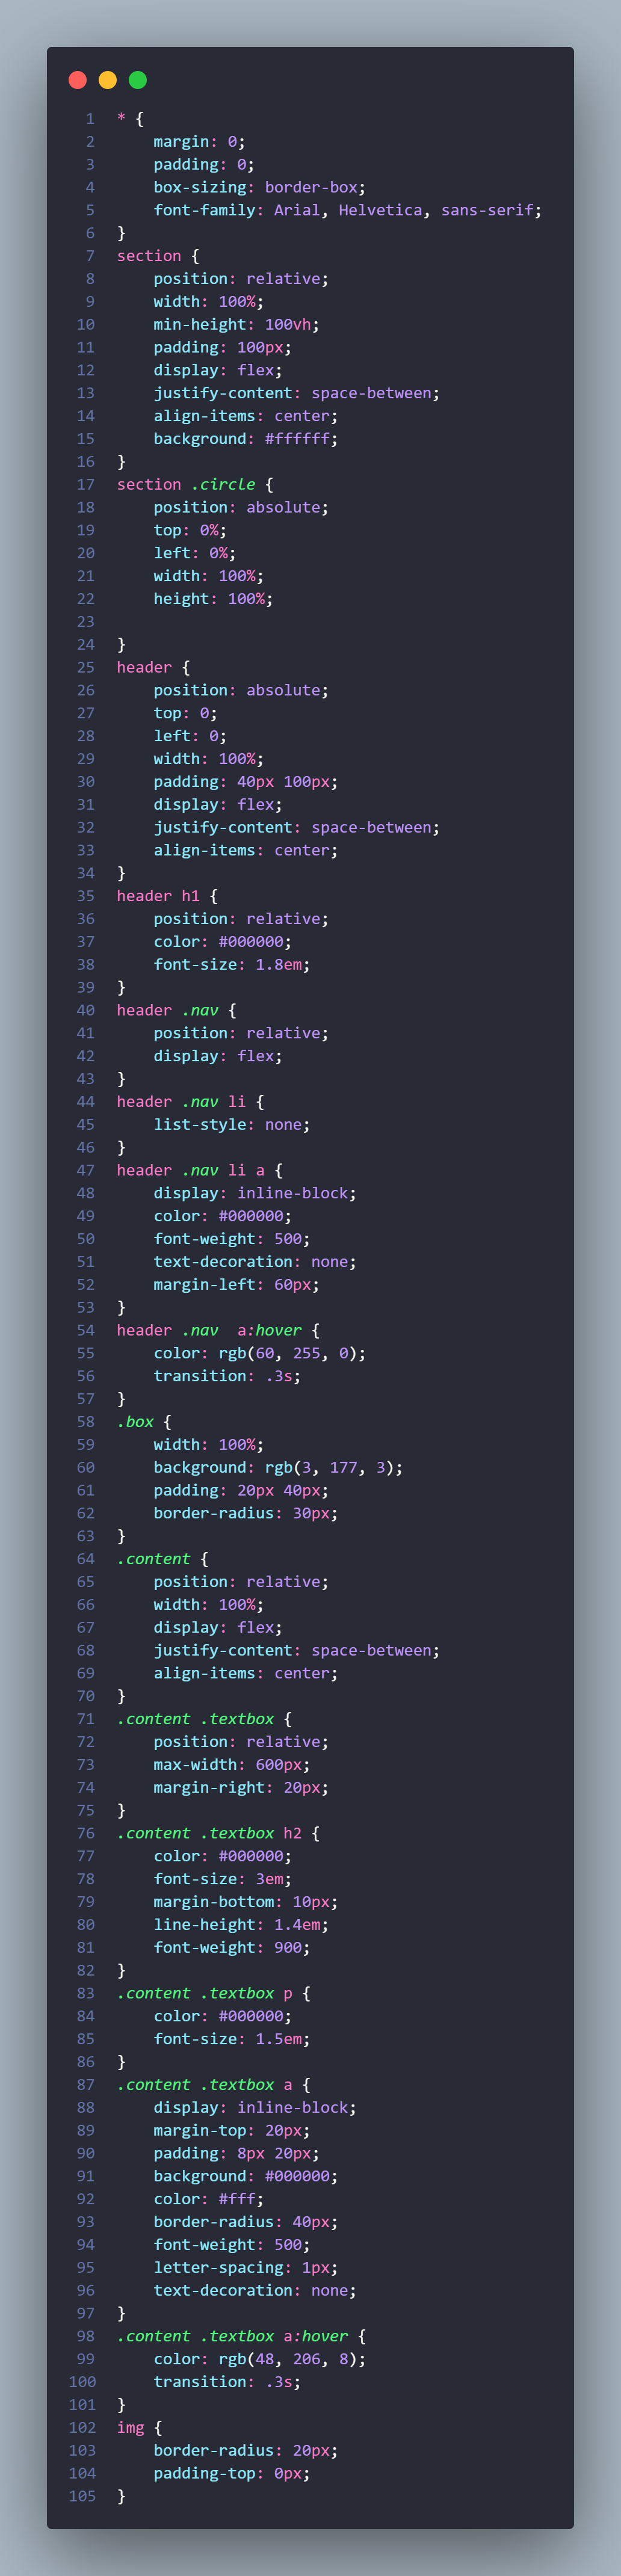 1 * {
2     margin: 0;
3     padding: 0;
4     box-sizing: border-box;
5     font-family: Arial, Helvetica, sans-serif;
6 }
7 section {
8     position: relative;
9     width: 100%;
10     min-height: 100vh;
11     padding: 100px;
12     display: flex;
13     justify-content: space-between;
14     align-items: center;
15     background: #ffffff;
16 }
17 section .circle {
18     position: absolute;
19     top: 0%;
20     left: 0%;
21     width: 100%;
22     height: 100%;
23
24 }
25 header {
26     position: absolute;
27     top: 0;
28     left: 0;
29     width: 100%;
30     padding: 40px 100px;
31     display: flex;
32     justify-content: space-between;
33     align-items: center;
34 }
35 header h1 {
36     position: relative;
37     color: #000000;
38     font-size: 1.8em;
39 }
40 header .nav {
41     position: relative;
42     display: flex;
43 }
44 header .nav li {
45     list-style: none;
46 }
47 header .nav li a {
48     display: inline-block;
49     color: #000000;
50     font-weight: 500;
51     text-decoration: none;
52     margin-left: 60px;
53 }
54 header .nav  a:hover {
55     color: rgb(60, 255, 0);
56     transition: .3s;
57 }
58 .box {
59     width: 100%;
60     background: rgb(3, 177, 3);
61     padding: 20px 40px;
62     border-radius: 30px;
63 }
64 .content {
65     position: relative;
66     width: 100%;
67     display: flex;
68     justify-content: space-between;
69     align-items: center;
70 }
71 .content .textbox {
72     position: relative;
73     max-width: 600px;
74     margin-right: 20px;
75 }
76 .content .textbox h2 {
77     color: #000000;
78     font-size: 3em;
79     margin-bottom: 10px;
80     line-height: 1.4em;
81     font-weight: 900;
82 }
83 .content .textbox p {
84     color: #000000;
85     font-size: 1.5em;
86 }
87 .content .textbox a {
88     display: inline-block;
89     margin-top: 20px;
90     padding: 8px 20px;
91     background: #000000;
92     color: #fff;
93     border-radius: 40px;
94     font-weight: 500;
95     letter-spacing: 1px;
96     text-decoration: none;
97 }
98 .content .textbox a:hover {
99     color: rgb(48, 206, 8);
100     transition: .3s;
101 }
102 img {
103     border-radius: 20px;
104     padding-top: 0px;
105 }